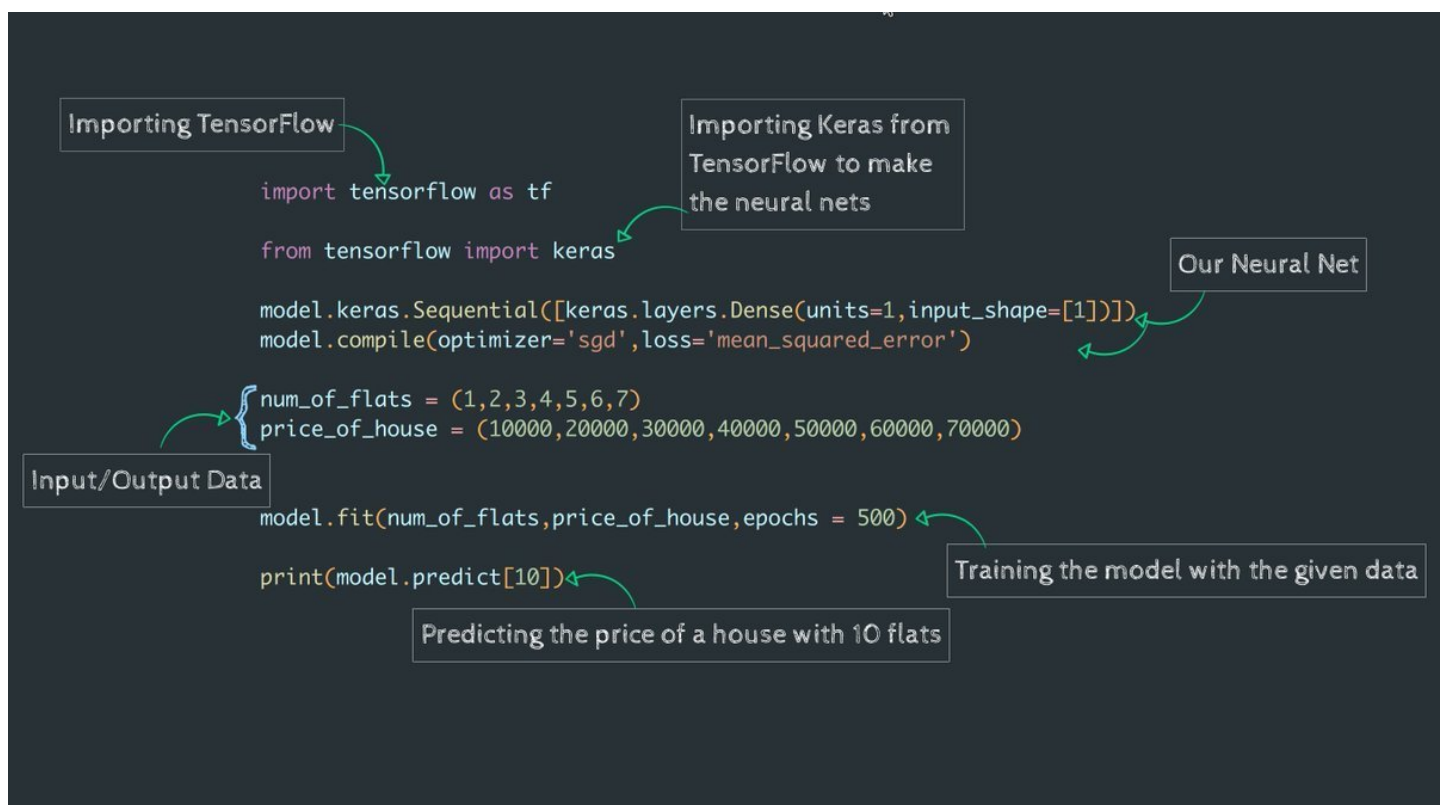 Importing TensorFlow
Importing Keras from
TensorFlow to make
the neural nets
import tensorflow as tf
from tensorflow import keras
Our Neural Net
model.keras.Sequential([keras.layers.Dense(units=1,input_shape=[1])])
model.compile(optimizer='sgd',loss='mean_squared_error')
num_of_flats = (1,2,3,4,5,6,7)
price_of_house = (10000,20000,30000,40000,50000,60000,70000)
Input/Output Data
model.fit(num_of_flats,price_of_house,epochs = 500)
Training the model with the given data
print(model.predict[10])
Predicting the price of a house with 10 flats